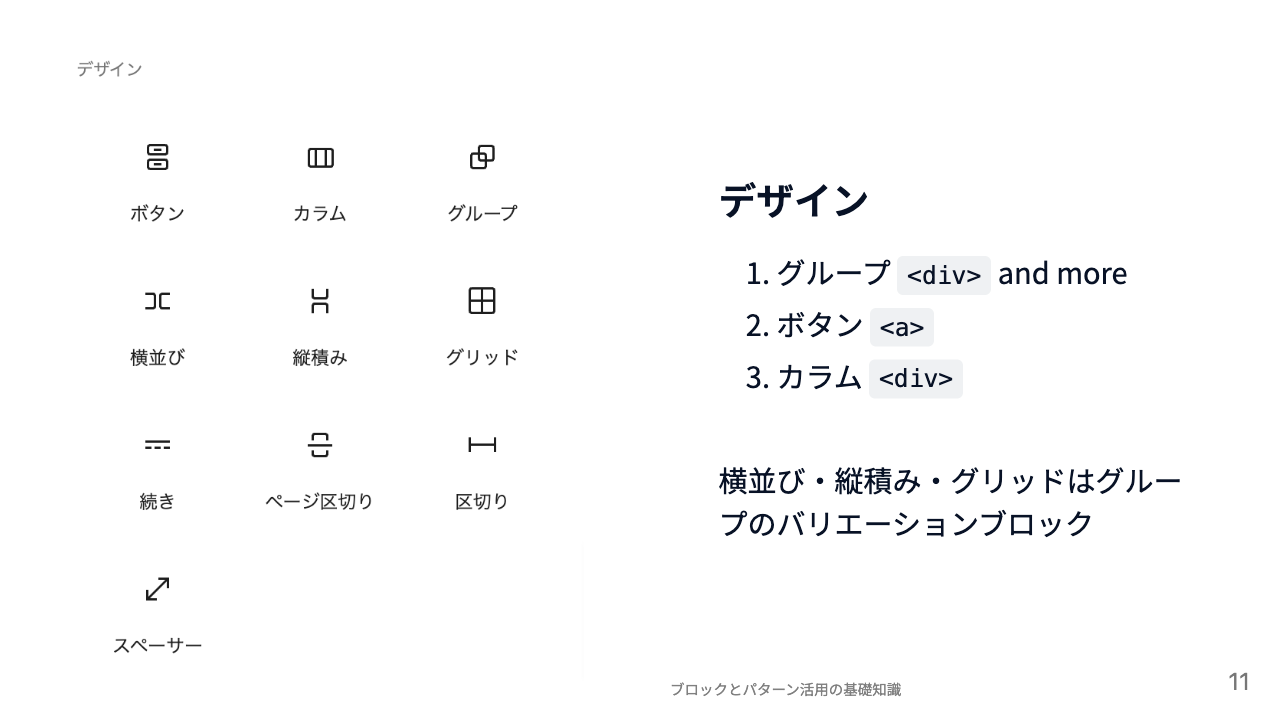 デザイン
ボタン
カラム
グループ
横並び
縦積み
グリッド
続き
ページ区切り
区切り
スペーサー
デザイン
1. グループ <div> and more
2. ボタン <a>
3. カラム <div>
横並び・縦積み・グリッドはグルー
プのバリエーションブロック
ブロックとパターン活用の基礎知識
11